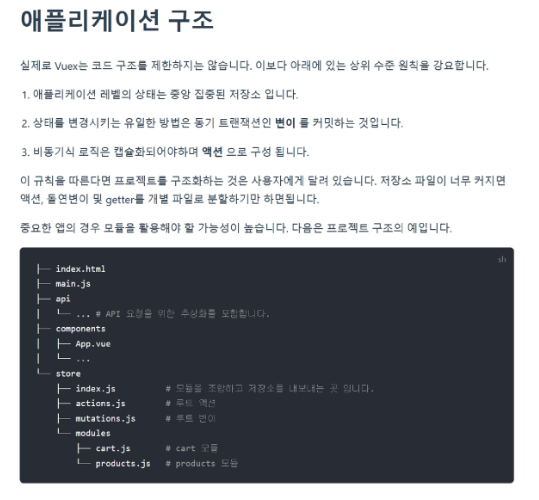 애플리케이션 구조
실제로 Vuex는 코드 구조를 제한하지는 않습니다. 이보다 아래에 있는 상위 수준 원칙을 강요합니다.
1. 애플리케이션 레벨의 상태는 중앙 집중된 저장소 입니다.
2. 상태를 변경시키는 유일한 방법은 동기 트랜잭션인 변이 를 커밋하는 것입니다.
3. 비동기식 로직은 캡슐화되어야하며 액션 으로 구성 됩니다.
이 규칙을 따른다면 프로젝트를 구조화하는 것은 사용자에게 달려 있습니다. 저장소 파일이 너무 커지면
액션, 돌연변이 및 getter를 개별 파일로 분할하기만 하면됩니다.
중요한 앱의 경우 모듈을 활용해야 할 가능성이 높습니다. 다음은 프로젝트 구조의 예입니다.
sh
├── index.html
├── main.js
├── api
│   └── ... # API 요청을 위한 추상화를 포함합니다.
├── components
│   ├── App.vue
│   └── ...
└── store
    ├── index.js          # 모듈을 조합하고 저장소를 내보내는 곳 입니다.
    ├── actions.js        # 루트 액션
    ├── mutations.js      # 루트 변이
    └── modules
        ├── cart.js       # cart 모듈
        └── products.js   # products 모듈